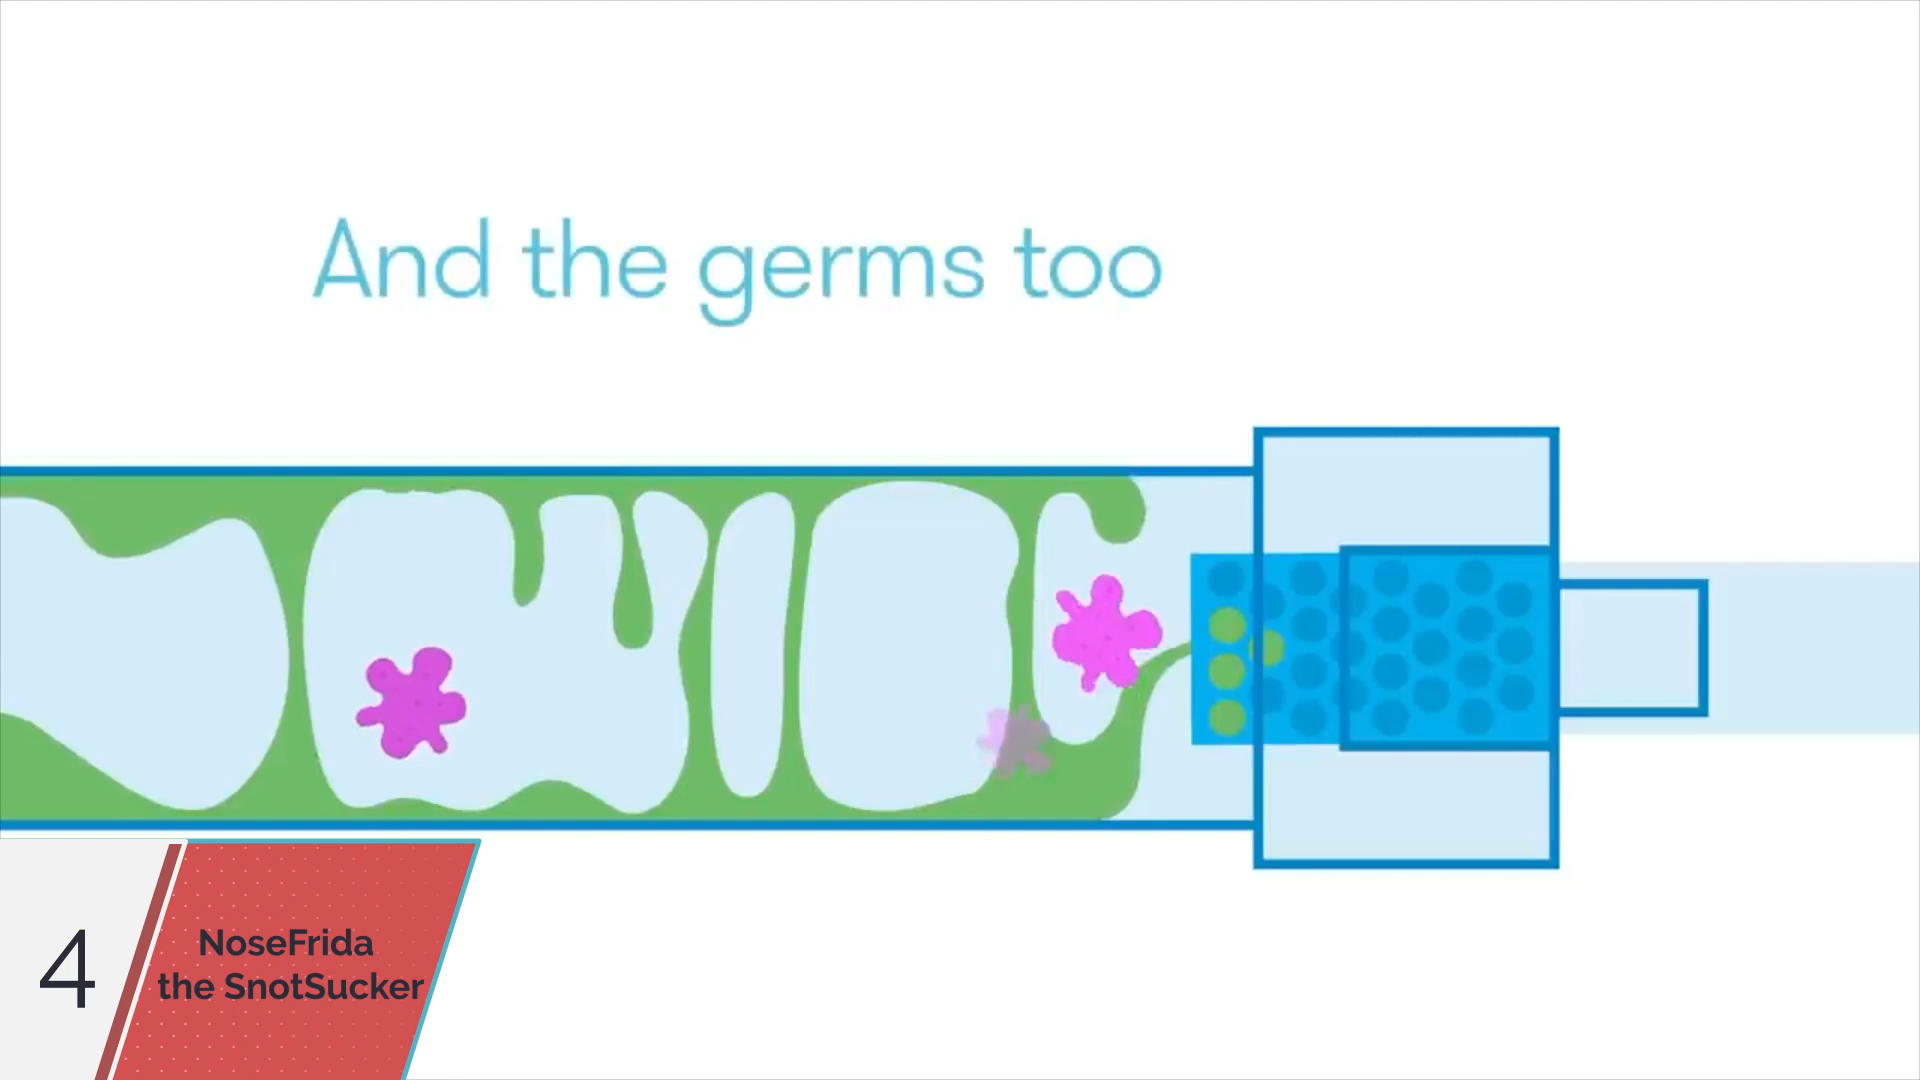 And the germs too
4
NoseFrida
the SnotSucker